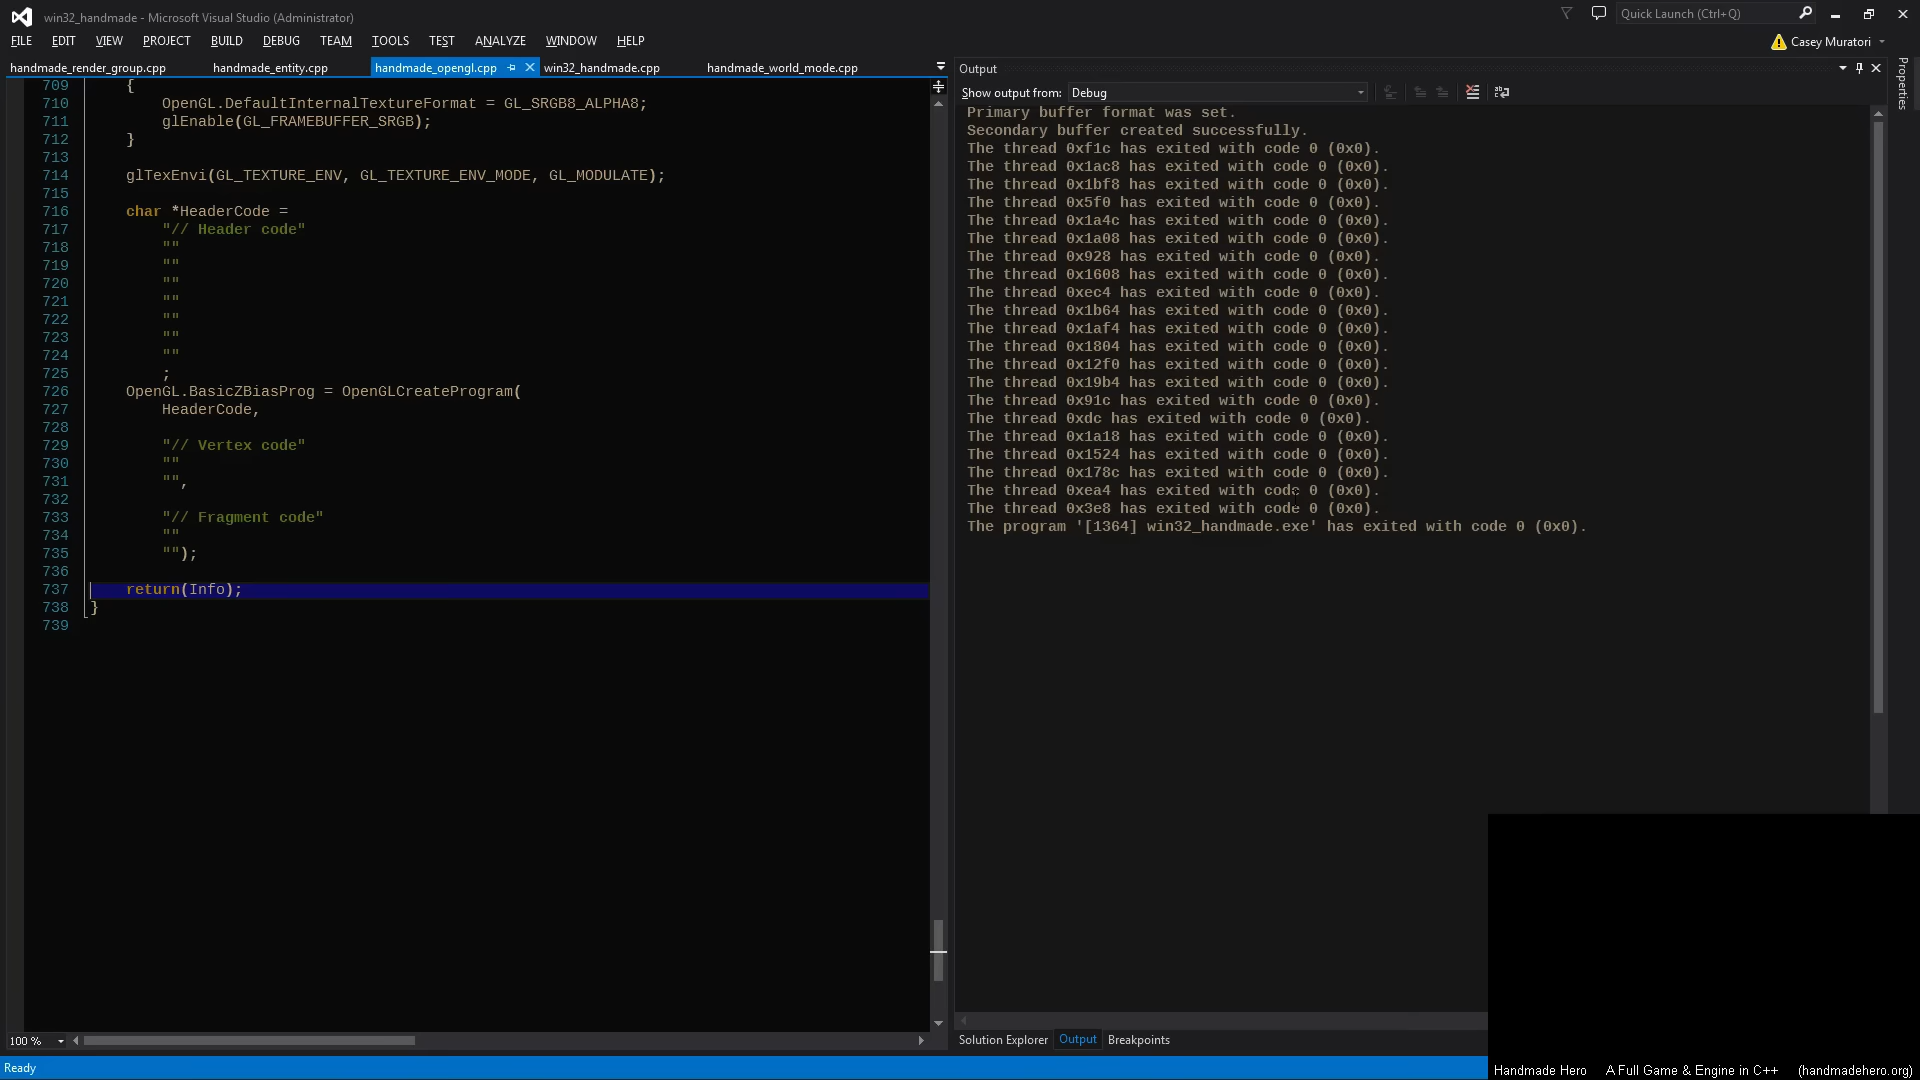 win32_handmade - Microsoft Visual Studio (Administrator)
Quick Launch (Ctrl+Q)
FILE EDIT VIEW PROJECT BUILD DEBUG TEAM TOOLS TEST ANALYZE WINDOW HELP
Casey Muratori
handmade_render_group.cpp handmade_entity.cpp handmade_opengl.cpp win32_handmade.cpp handmade_world_mode.cpp
709 {
710 OpenGL.DefaultInternalTextureFormat = GL_SRGB8_ALPHA8;
711 glEnable(GL_FRAMEBUFFER_SRGB);
712 }
713
714 glTexEnvi(GL_TEXTURE_ENV, GL_TEXTURE_ENV_MODE, GL_MODULATE);
715
716 char *HeaderCode =
717 "// Header code"
718 ""
719 ""
720 ""
721 ""
722 ""
723 ""
724 ""
725 ;
726 OpenGL.BasicZBiasProg = OpenGLCreateProgram(
727 HeaderCode,
728
729 "// Vertex code"
730 ""
731 "",
732
733 "// Fragment code"
734 ""
735 "");
736
737 return(Info);
738 }
739
100 %
Output
Show output from: Debug
Primary buffer format was set.
Secondary buffer created successfully.
The thread 0xf1c has exited with code 0 (0x0).
The thread 0x1ac8 has exited with code 0 (0x0).
The thread 0x1bf8 has exited with code 0 (0x0).
The thread 0x5f0 has exited with code 0 (0x0).
The thread 0x1a4c has exited with code 0 (0x0).
The thread 0x1a08 has exited with code 0 (0x0).
The thread 0x928 has exited with code 0 (0x0).
The thread 0x1608 has exited with code 0 (0x0).
The thread 0xec4 has exited with code 0 (0x0).
The thread 0x1b64 has exited with code 0 (0x0).
The thread 0x1af4 has exited with code 0 (0x0).
The thread 0x1804 has exited with code 0 (0x0).
The thread 0x12f0 has exited with code 0 (0x0).
The thread 0x19b4 has exited with code 0 (0x0).
The thread 0x91c has exited with code 0 (0x0).
The thread 0xdc has exited with code 0 (0x0).
The thread 0x1a18 has exited with code 0 (0x0).
The thread 0x1524 has exited with code 0 (0x0).
The thread 0x178c has exited with code 0 (0x0).
The thread 0xea4 has exited with code 0 (0x0).
The thread 0x3e8 has exited with code 0 (0x0).
The program '[1364] win32_handmade.exe' has exited with code 0 (0x0).
Properties
Solution Explorer Output Breakpoints
Ready
Handmade Hero A Full Game & Engine in C++ (handmadehero.org)